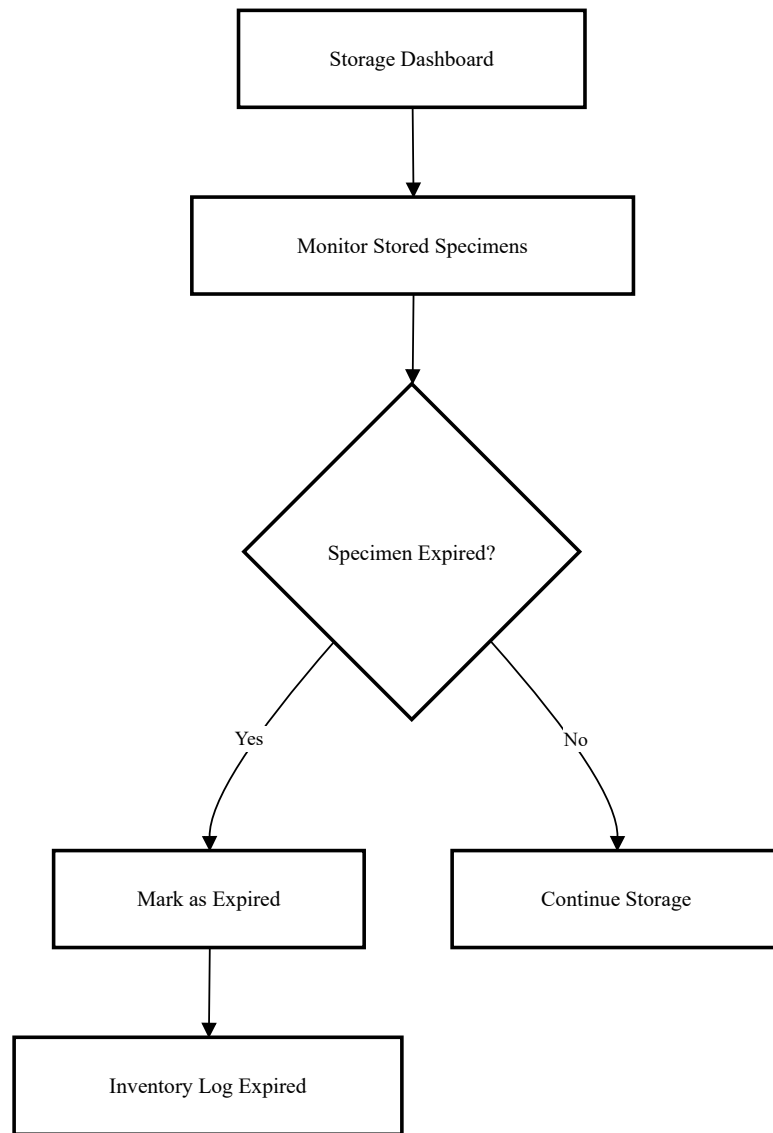 Storage Dashboard
Monitor Stored Specimens
Specimen Expired?
Yes
No
Mark as Expired
Continue Storage
Inventory Log Expired